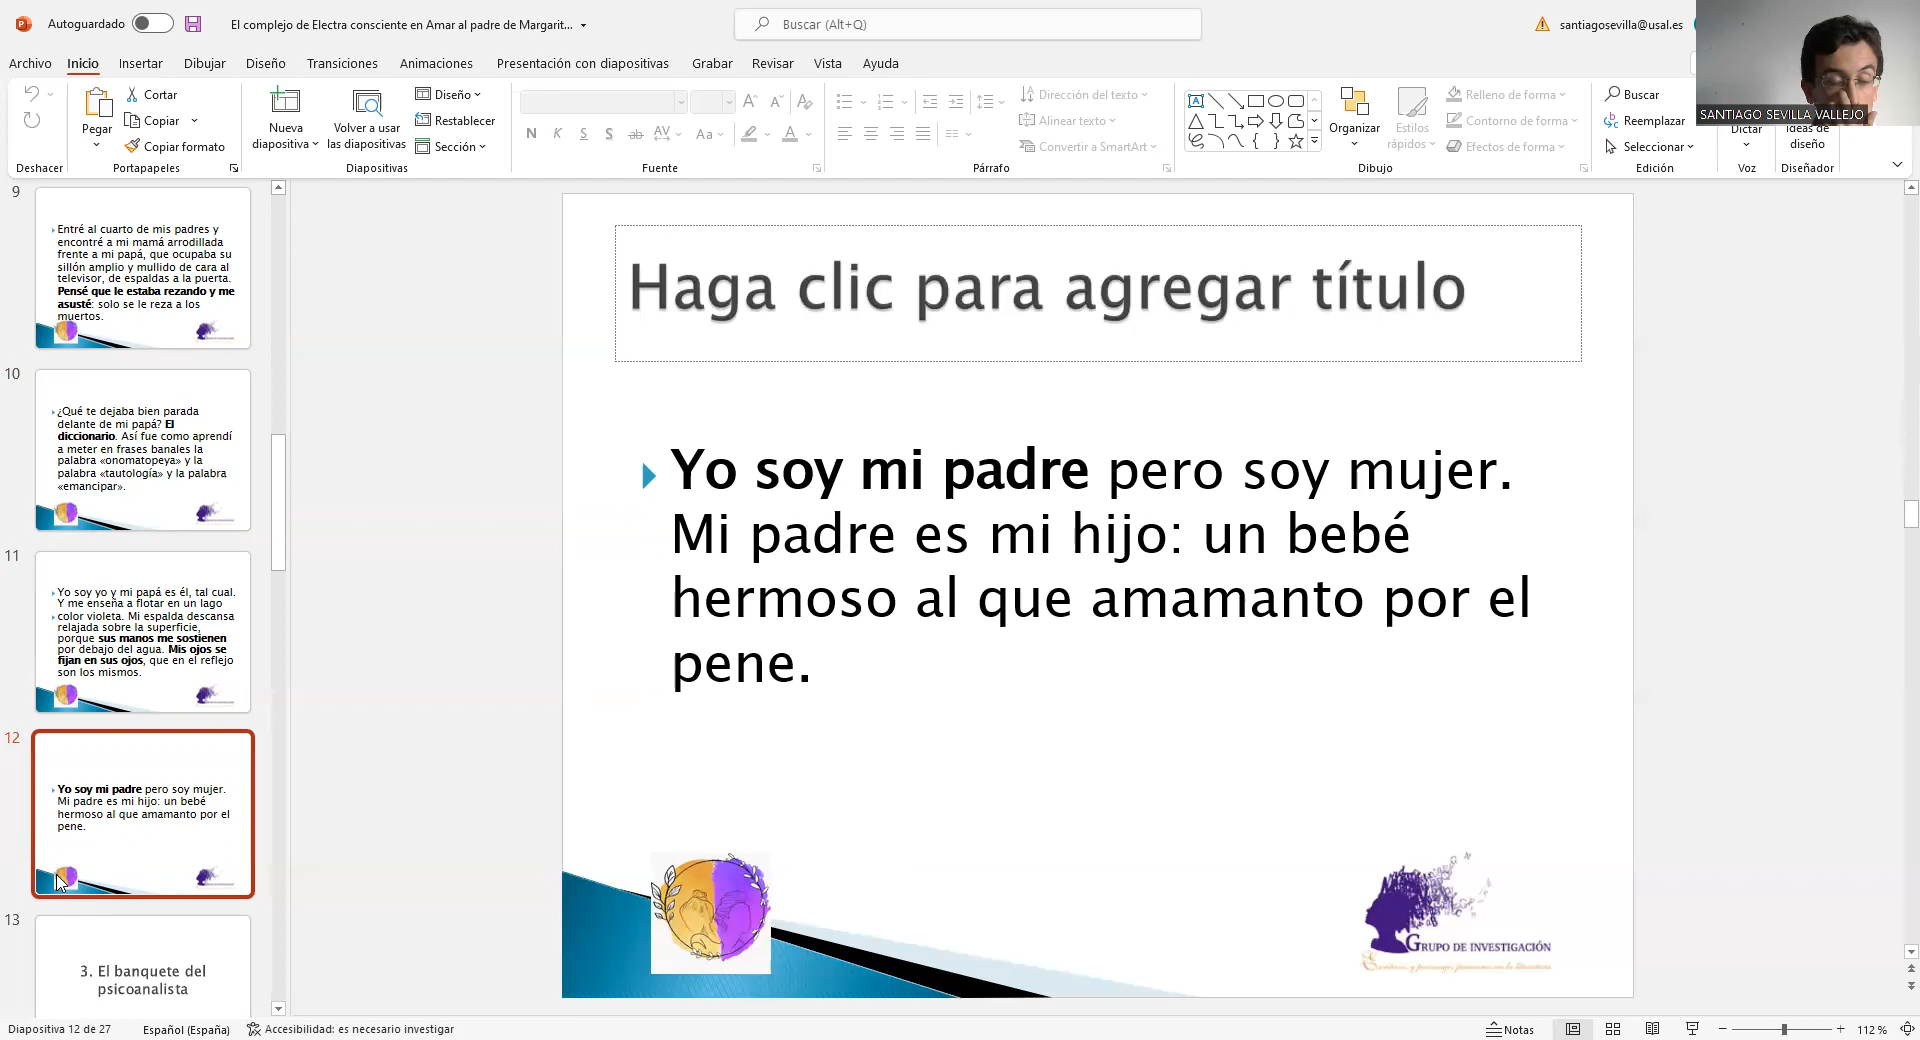 Autoguardado
El complejo de Electra consciente en Amar al padre de Margarit...
Buscar (Alt+Q)
santiagosevilla@usal.es
Archivo Inicio Insertar Dibujar Diseño Transiciones Animaciones Presentación con diapositivas Grabar Revisar Vista Ayuda
SANTIAGO SEVILLA VALLEJO
Pegar
Cortar
Copiar
Copiar formato
Nueva diapositiva
Volver a usar las diapositivas
Diseño
Restablecer
Sección
N K S S ab AV Aa A
Dirección del texto
Alinear texto
Convertir a SmartArt
Organizar
Estilos rápidos
Relleno de forma
Contorno de forma
Efectos de forma
Buscar
Reemplazar
Seleccionar
Dictar
Ideas de diseño
Deshacer Portapapeles Diapositivas Fuente Párrafo Dibujo Edición Voz Diseñador
9
Entré al cuarto de mis padres y
encontré a mi mamá arrodillada
frente a mi papá, que ocupaba su
sillón amplio y mullido de cara al
televisor, de espaldas a la puerta.
Pensé que le estaba rezando y me
asusté: solo se le reza a los
muertos.
10
¿Qué te dejaba bien parada
delante de mi papá? El
diccionario. Así fue como aprendí
a meter en frases banales la
palabra «onomatopeya» y la
palabra «tautología» y la palabra
«emancipar».
11
Yo soy yo y mi papá es él, tal cual.
Y me enseña a flotar en un lago
color violeta. Mi espalda descansa
relajada sobre la superficie,
porque sus manos me sostienen
por debajo del agua. Mis ojos se
fijan en sus ojos, que en el reflejo
son los mismos.
12
Yo soy mi padre pero soy mujer.
Mi padre es mi hijo: un bebé
hermoso al que amamanto por el
pene.
13
3. El banquete del
psicoanalista
Haga clic para agregar título
Yo soy mi padre pero soy mujer.
Mi padre es mi hijo: un bebé
hermoso al que amamanto por el
pene.
GRUPO DE INVESTIGACIÓN
Diapositiva 12 de 27 Español (España) Accesibilidad: es necesario investigar
Notas
112 %